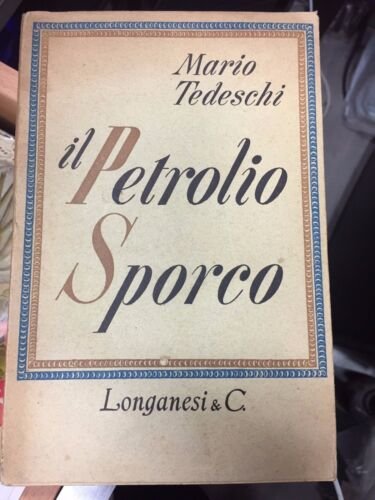 Mario
Tedeschi
il Petrolio
Sporco
Longanesi & C.